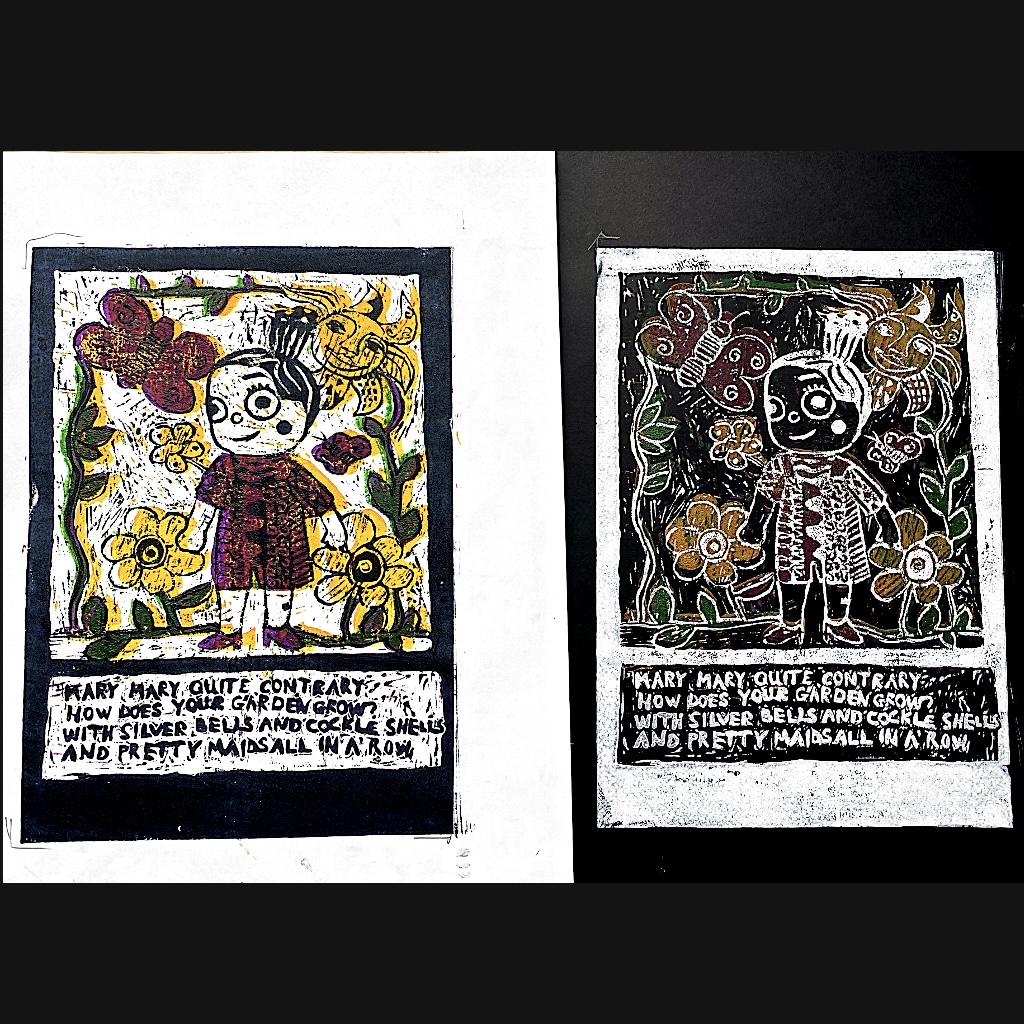 MARY MARY QUITE CONTRARY
HOW DOES YOUR GARDEN GROW?
WITH SILVER BELLS AND COCKLE SHELLS
AND PRETTY MAIDS ALL IN A ROW
MARY MARY QUITE CONTRARY
HOW DOES YOUR GARDEN GROW?
WITH SILVER BELLS AND COCKLE SHELLS
AND PRETTY MAIDS ALL IN A ROW